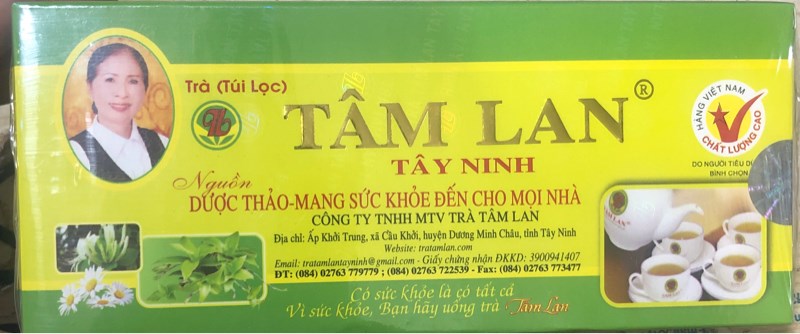 Trà (Túi Lọc)
TÂM LAN®
TÂY NINH
Nguồn
DƯỢC THẢO-MANG SỨC KHỎE ĐẾN CHO MỌI NHÀ
CÔNG TY TNHH MTV TRÀ TÂM LAN
Địa chỉ: Ấp Khởi Trung, xã Cầu Khởi, huyện Dương Minh Châu, tỉnh Tây Ninh
Website: tratamlan.com
Email: tratamlantayninh@gmail.com - Giấy chứng nhận ĐKKD: 3900941407
ĐT: (084) 02763 779779 ; (084) 02763 722539 - Fax: (084) 02763 773477
Có sức khỏe là có tất cả
Vì sức khỏe, Bạn hãy uống trà Tâm Lan
HÀNG VIỆT NAM
CHẤT LƯỢNG CAO
DO NGƯỜI TIÊU
BÌNH CHỌN